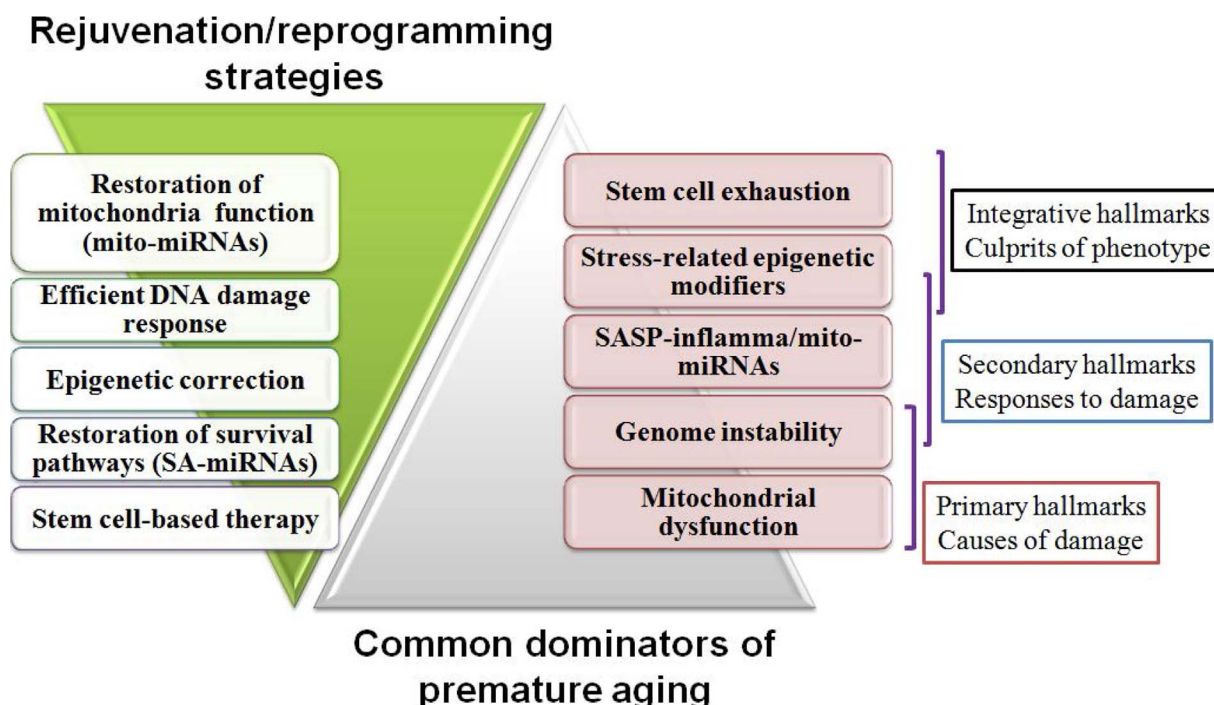 Rejuvenation/reprogramming
strategies
Restoration of
mitochondria function
(mito-miRNAs)
Efficient DNA damage
response
Epigenetic correction
Restoration of survival
pathways (SA-miRNAs)
Stem cell-based therapy
Stem cell exhaustion
Stress-related epigenetic
modifiers
SASP-inflamma/mito-
miRNAs
Genome instability
Mitochondrial
dysfunction
Integrative hallmarks
Culprits of phenotype
Secondary hallmarks
Responses to damage
Primary hallmarks
Causes of damage
Common dominators of
premature aging